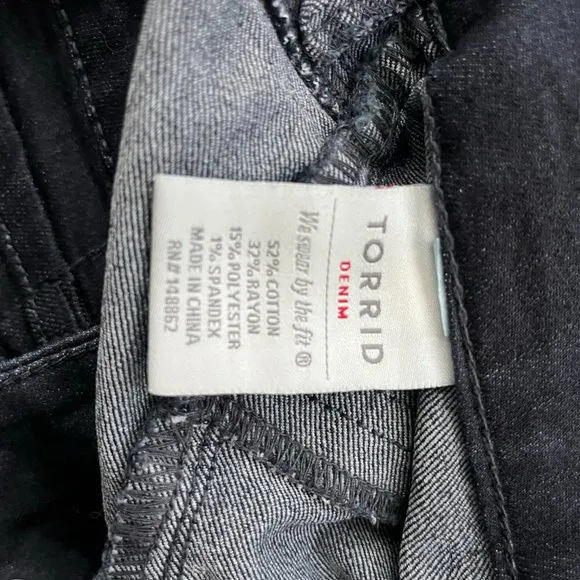 TORRID
DENIM
We swear by the fit ®
52% COTTON
32% RAYON
15% POLYESTER
1% SPANDEX
MADE IN CHINA
RN# 148862